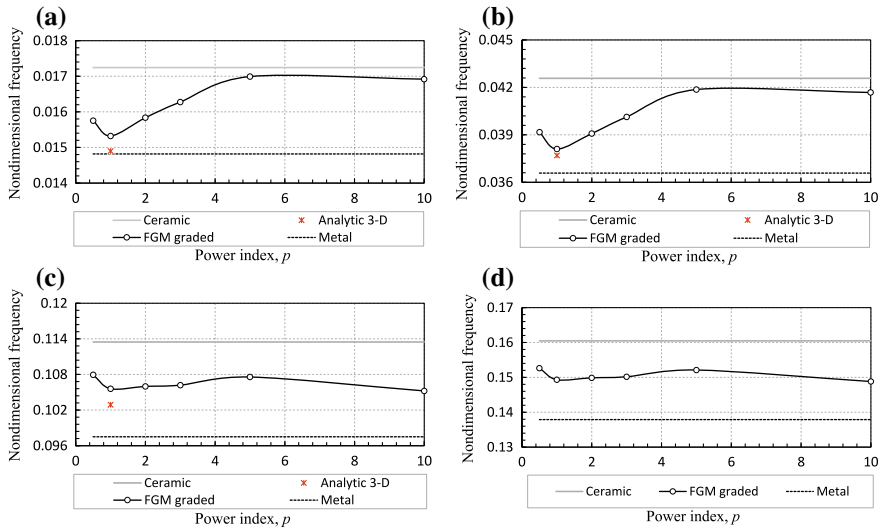 (a)
Nondimensional frequency
0.018
0.017
0.016
0.015
0.014
0 2 4 6 8 10
Ceramic Analytic 3-D
FGM graded Metal
Power index, p
(b)
Nondimensional frequency
0.045
0.042
0.039
0.036
0 2 4 6 8 10
Ceramic Analytic 3-D
FGM graded Metal
Power index, p
(c)
Nondimensional frequency
0.12
0.114
0.108
0.102
0.096
0 2 4 6 8 10
Ceramic Analytic 3-D
FGM graded Metal
Power index, p
(d)
Nondimensional frequency
0.17
0.16
0.15
0.14
0.13
0 2 4 6 8 10
Ceramic FGM graded Metal
Power index, p